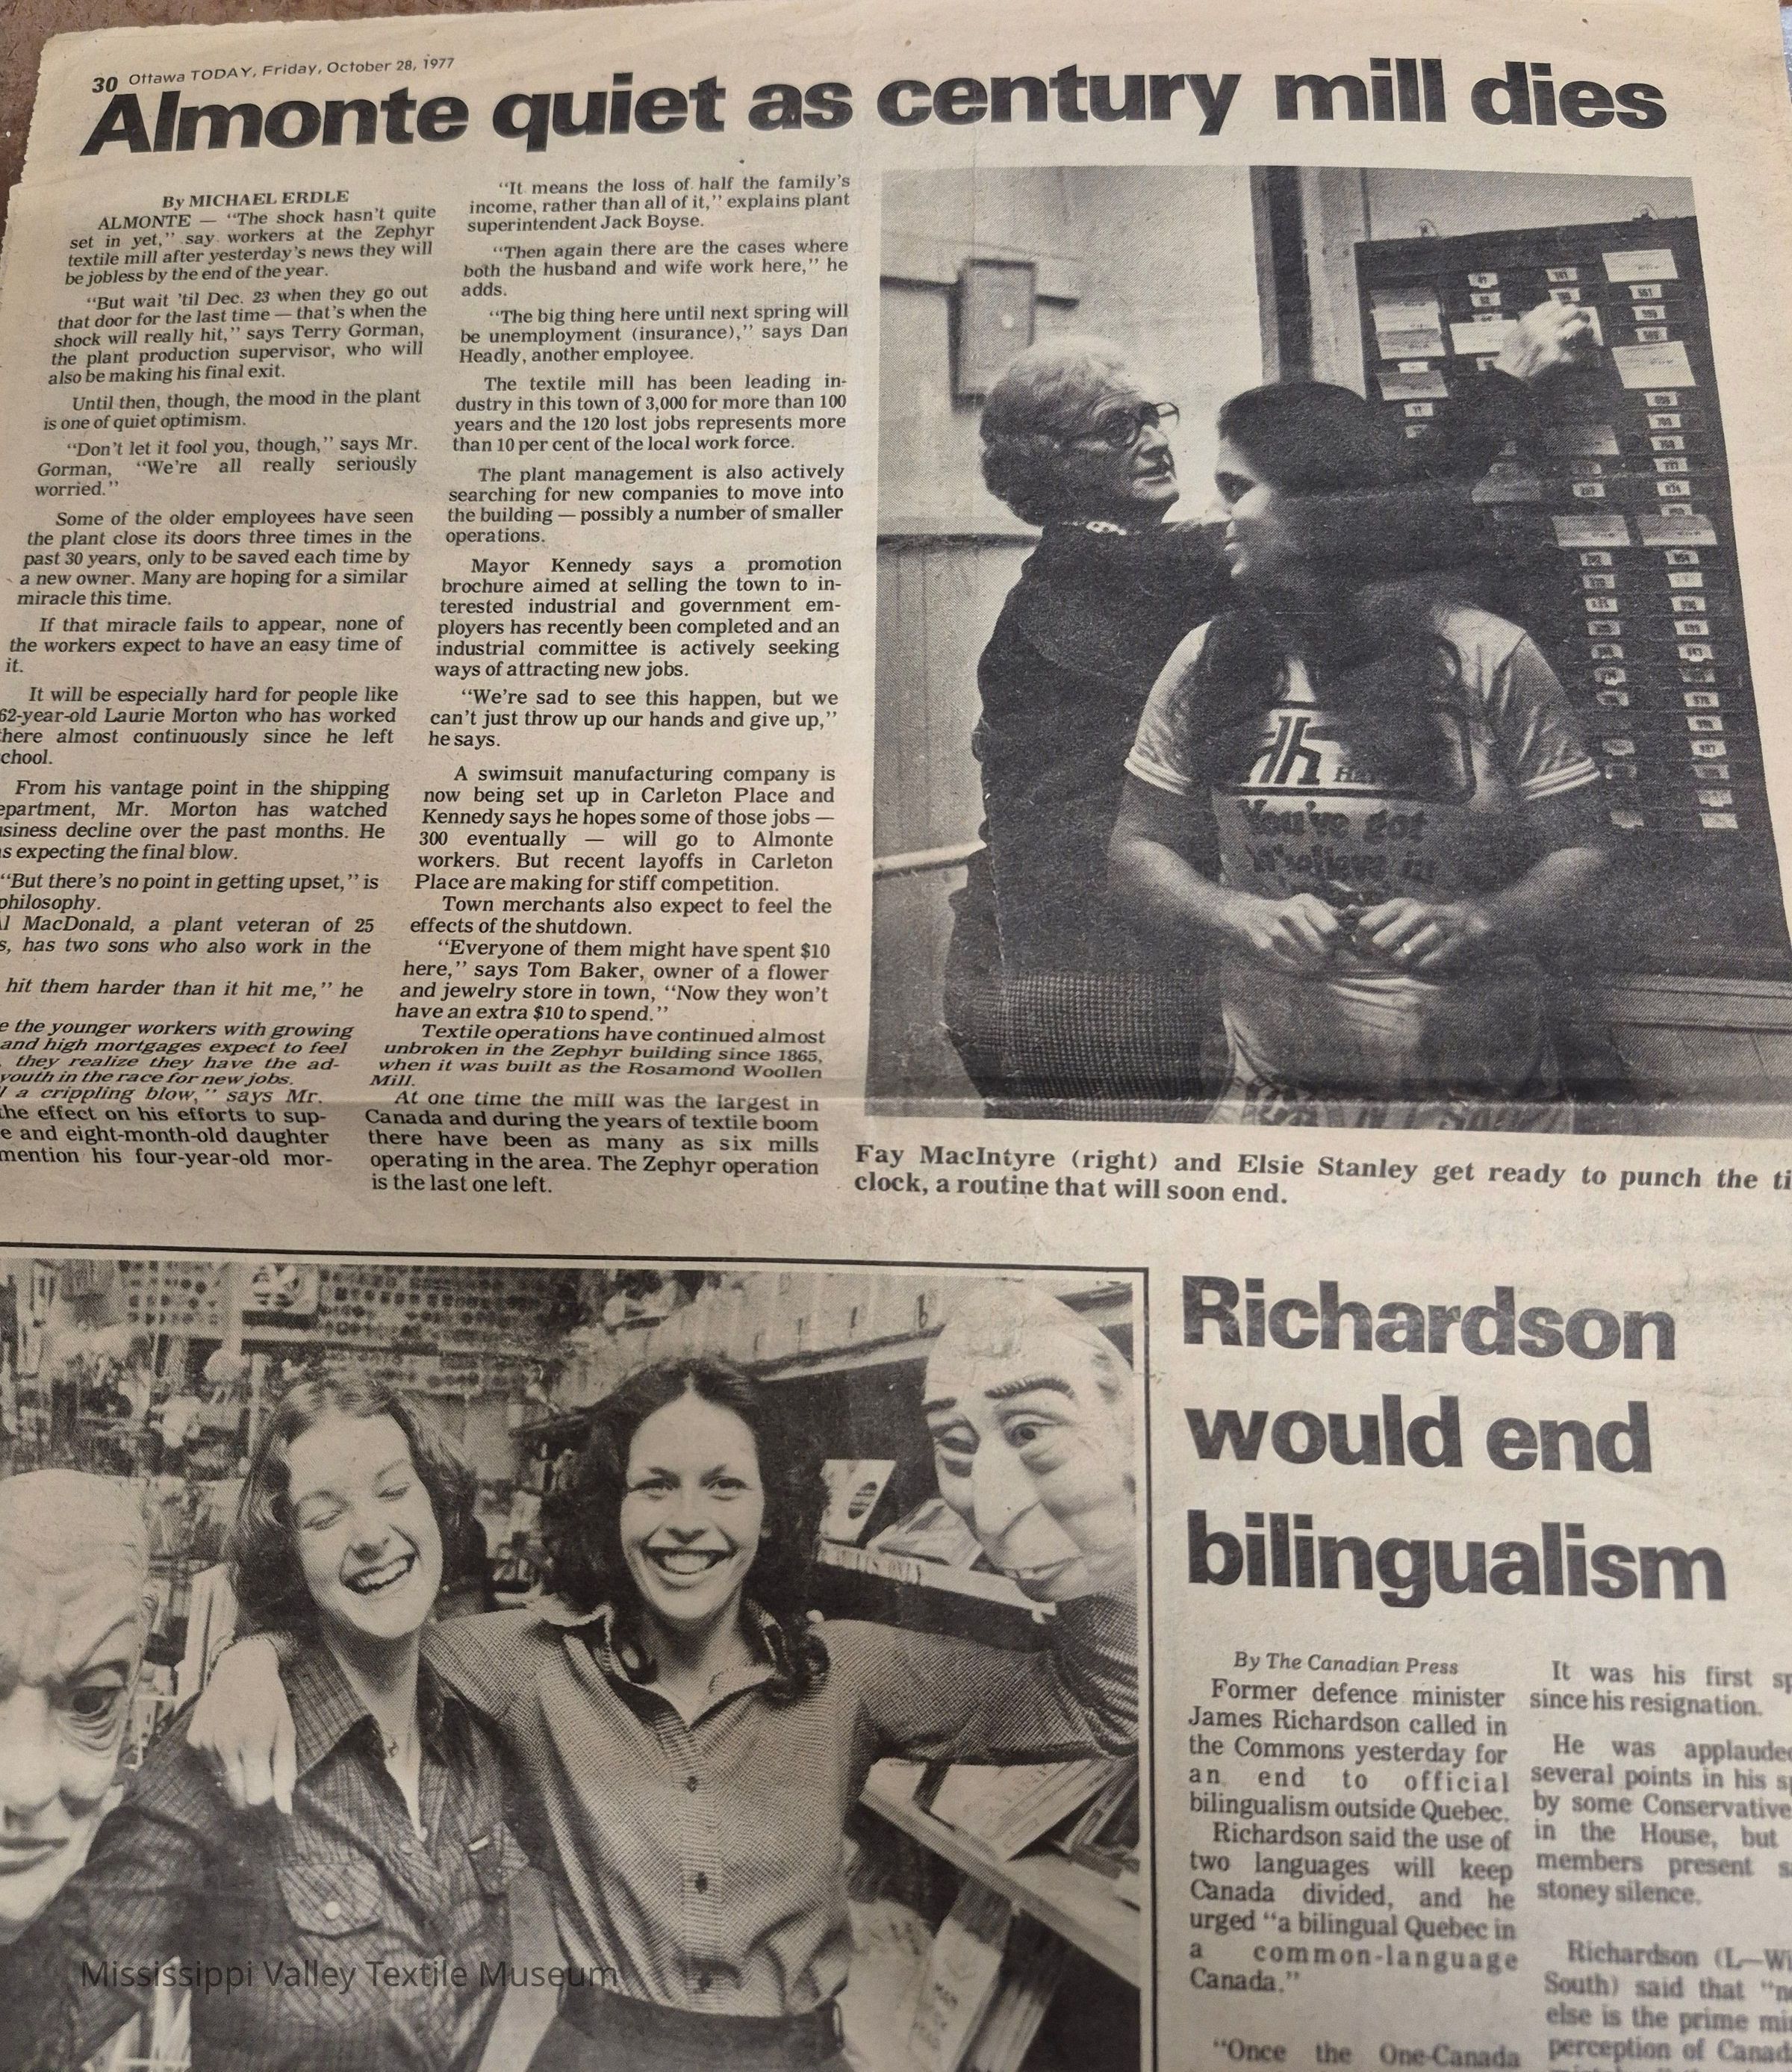 30 Ottawa TODAY, Friday, October 28, 1977
Almonte quiet as century mill dies
By MICHAEL ERDLE
ALMONTE — “The shock hasn't quite
set in yet,” say workers at the Zephyr
textile mill after yesterday's news they will
be jobless by the end of the year.
“But wait 'til Dec. 23 when they go out
that door for the last time — that's when the
shock will really hit,” says Terry Gorman,
the plant production supervisor, who will
also be making his final exit.
Until then, though, the mood in the plant
is one of quiet optimism.
“Don't let it fool you, though,” says Mr.
Gorman, “We're all really seriously
worried.”
Some of the older employees have seen
the plant close its doors three times in the
past 30 years, only to be saved each time by
a new owner. Many are hoping for a similar
miracle this time.
If that miracle fails to appear, none of
the workers expect to have an easy time of
it.
It will be especially hard for people like
62-year-old Laurie Morton who has worked
here almost continuously since he left
chool.
From his vantage point in the shipping
epartment, Mr. Morton has watched
usiness decline over the past months. He
s expecting the final blow.
“But there's no point in getting upset,” is
philosophy.
l MacDonald, a plant veteran of 25
s, has two sons who also work in the
hit them harder than it hit me,” he
e the younger workers with growing
and high mortgages expect to feel
they realize they have the ad-
youth in the race for new jobs.
a crippling blow,” says Mr.
the effect on his efforts to sup-
e and eight-month-old daughter
mention his four-year-old mor-
“It means the loss of half the family's
income, rather than all of it,” explains plant
superintendent Jack Boyse.
“Then again there are the cases where
both the husband and wife work here,” he
adds.
“The big thing here until next spring will
be unemployment (insurance),” says Dan
Headly, another employee.
The textile mill has been leading in-
dustry in this town of 3,000 for more than 100
years and the 120 lost jobs represents more
than 10 per cent of the local work force.
The plant management is also actively
searching for new companies to move into
the building — possibly a number of smaller
operations.
Mayor Kennedy says a promotion
brochure aimed at selling the town to in-
terested industrial and government em-
ployers has recently been completed and an
industrial committee is actively seeking
ways of attracting new jobs.
“We're sad to see this happen, but we
can't just throw up our hands and give up,”
he says.
A swimsuit manufacturing company is
now being set up in Carleton Place and
Kennedy says he hopes some of those jobs —
300 eventually — will go to Almonte
workers. But recent layoffs in Carleton
Place are making for stiff competition.
Town merchants also expect to feel the
effects of the shutdown.
“Everyone of them might have spent $10
here,” says Tom Baker, owner of a flower
and jewelry store in town, “Now they won't
have an extra $10 to spend.”
Textile operations have continued almost
unbroken in the Zephyr building since 1865,
when it was built as the Rosamond Woollen
Mill.
At one time the mill was the largest in
Canada and during the years of textile boom
there have been as many as six mills
operating in the area. The Zephyr operation
is the last one left.
You've got
Fay MacIntyre (right) and Elsie Stanley get ready to punch the ti
clock, a routine that will soon end.
Richardson
would end
bilingualism
By The Canadian Press
Former defence minister
James Richardson called in
the Commons yesterday for
an end to official
bilingualism outside Quebec.
Richardson said the use of
two languages will keep
Canada divided, and he
urged “a bilingual Quebec in
a common-language
Canada.”
“Once the One-Canada
It was his first sp
since his resignation.
He was applaude
several points in his s
by some Conservative
in the House, but
members present s
stoney silence.
Richardson (L—Wi
South) said that “n
else is the prime mi
perception of Cana
Mississippi Valley Textile Museum